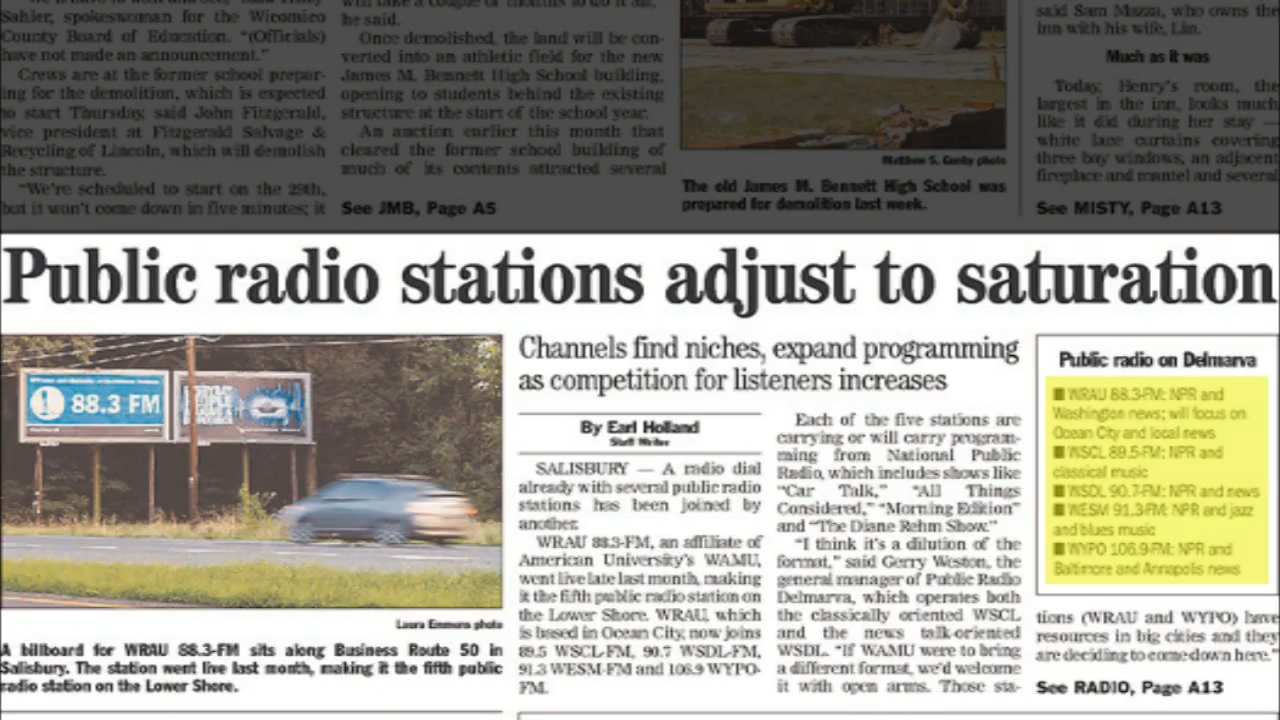 Sahler, spokeswoman for the Wicomico
County Board of Education. “(Officials)
have not made an announcement.”
Crews are at the former school prepar-
ing for the demolition, which is expected
to start Thursday, said John Fitzgerald,
vice president at Fitzgerald Salvage &
Recycling of Lincoln, which will demolish
the structure.
“We’re scheduled to start on the 29th,
but it won’t come down in five minutes; it
will take a couple of months to do it all,”
he said.
Once demolished, the land will be con-
verted into an athletic field for the new
James M. Bennett High School building,
opening to students behind the existing
structure at the start of the school year.
An auction earlier this month that
cleared the former school building of
much of its contents attracted several
See JMB, Page A5
Matthew S. Gunby photo
The old James M. Bennett High School was
prepared for demolition last week.
said Sam Mazza, who owns the
inn with his wife, Lin.
Much as it was
Today, Henry’s room, the
largest in the inn, looks much
like it did during her stay —
white lace curtains covering
three bay windows, an adjacent
fireplace and mantel and several
See MISTY, Page A13
Public radio stations adjust to saturation
88.3 FM
Laura Emmons photo
A billboard for WRAU 88.3-FM sits along Business Route 50 in
Salisbury. The station went live last month, making it the fifth public
radio station on the Lower Shore.
Channels find niches, expand programming
as competition for listeners increases
By Earl Holland
Staff Writer
SALISBURY — A radio dial
already with several public radio
stations has been joined by
another.
WRAU 88.3-FM, an affiliate of
American University’s WAMU,
went live late last month, making
it the fifth public radio station on
the Lower Shore. WRAU, which
is based in Ocean City, now joins
89.5 WSCL-FM, 90.7 WSDL-FM,
91.3 WESM-FM and 106.9 WYPO-
FM.
Each of the five stations are
carrying or will carry program-
ming from National Public
Radio, which includes shows like
“Car Talk,” “All Things
Considered,” “Morning Edition”
and “The Diane Rehm Show.”
“I think it’s a dilution of the
format,” said Gerry Weston, the
general manager of Public Radio
Delmarva, which operates both
the classically oriented WSCL
and the news talk-oriented
WSDL. “If WAMU were to bring
a different format, we’d welcome
it with open arms. Those sta-
Public radio on Delmarva
■ WRAU 88.3-FM: NPR and
Washington news; will focus on
Ocean City and local news
■ WSCL 89.5-FM: NPR and
classical music
■ WSDL 90.7-FM: NPR and news
■ WESM 91.3-FM: NPR and jazz
and blues music
■ WYPO 106.9-FM: NPR and
Baltimore and Annapolis news
tions (WRAU and WYPO) have
resources in big cities and they
are deciding to come down here.”
See RADIO, Page A13